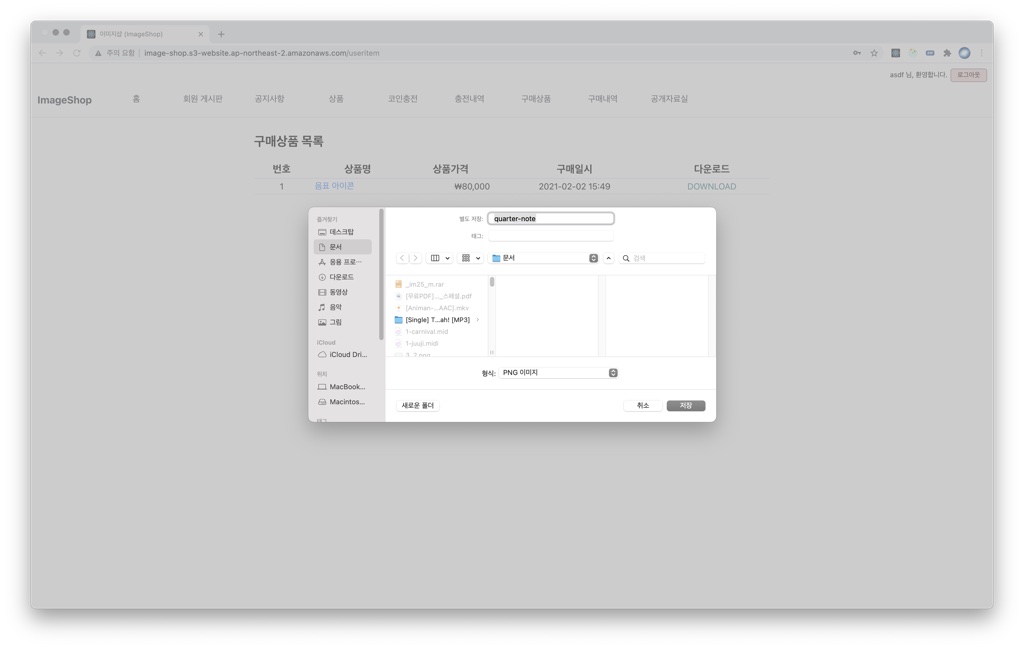 이미지샵 (ImageShop)
주의 요함 image-shop.s3-website.ap-northeast-2.amazonaws.com/useritem
asdf 님, 환영합니다. 로그아웃
ImageShop 홈 회원 게시판 공지사항 상품 코인충전 충전내역 구매상품 구매내역 공개자료실
구매상품 목록
번호 상품명 상품가격 구매일시 다운로드
1 음표 아이콘 ₩80,000 2021-02-02 15:49 DOWNLOAD
별도 저장: quarter-note
태그:
즐겨찾기
데스크탑
문서
응용 프로…
다운로드
동영상
음악
그림
iCloud
iCloud Dri...
위치
MacBook...
Macintos...
태그
문서 검색
_im25_m.rar
[무료PDF]..._스페셜.pdf
[Animan-...AAC).mkv
[Single] T...ah! [MP3]
1-carnival.mid
1-juuji.midi
3_2.png
형식: PNG 이미지
새로운 폴더 취소 저장